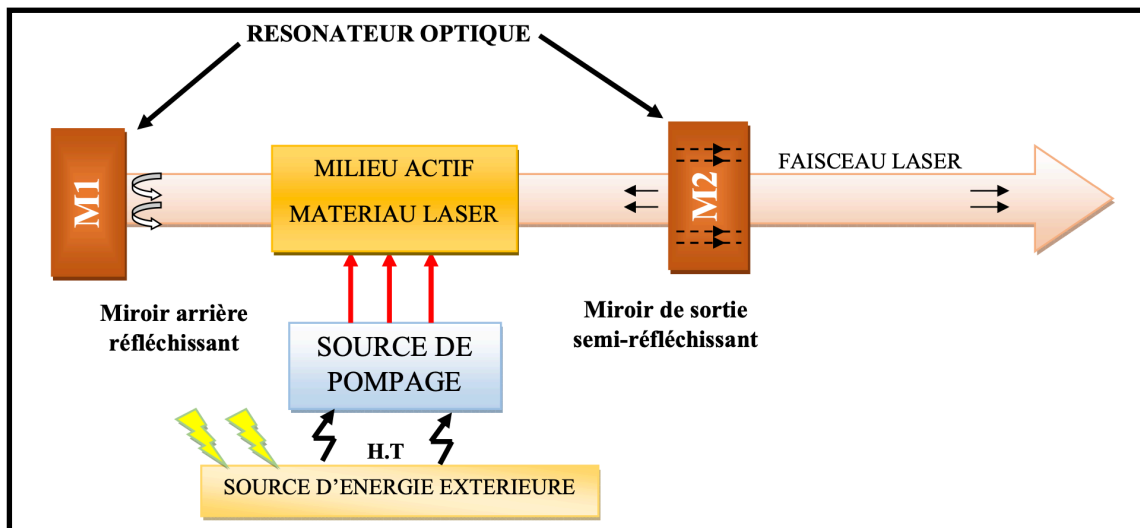 RESONATEUR OPTIQUE
M1
MILIEU ACTIF
MATERIAU LASER
M2
FAISCEAU LASER
Miroir arrière
réfléchissant
Miroir de sortie
semi-réfléchissant
SOURCE DE
POMPAGE
H.T
SOURCE D’ENERGIE EXTERIEURE